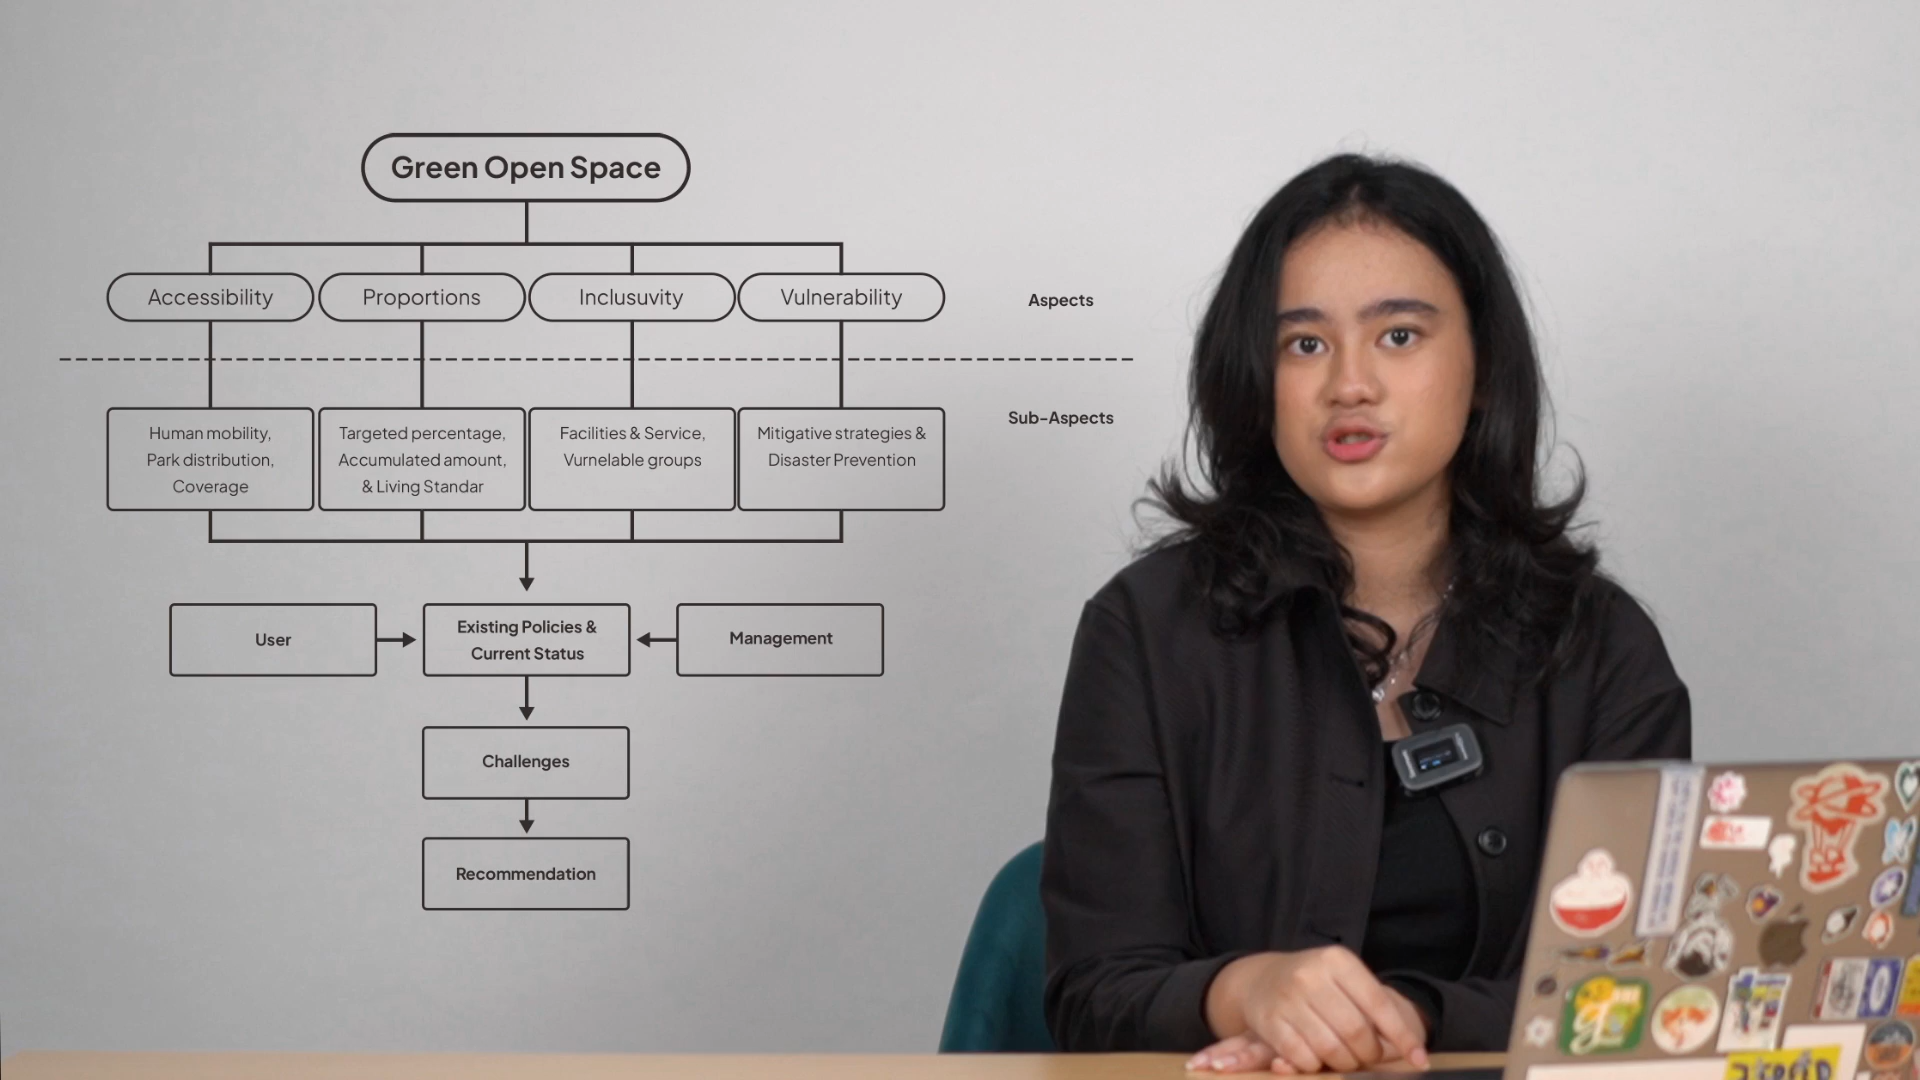 Green Open Space
Accessibility
Proportions
Inclusuvity
Vulnerability
Aspects
Sub-Aspects
Human mobility,
Park distribution,
Coverage
Targeted percentage,
Accumulated amount,
& Living Standar
Facilities & Service,
Vurnelable groups
Mitigative strategies &
Disaster Prevention
User
Existing Policies &
Current Status
Management
Challenges
Recommendation